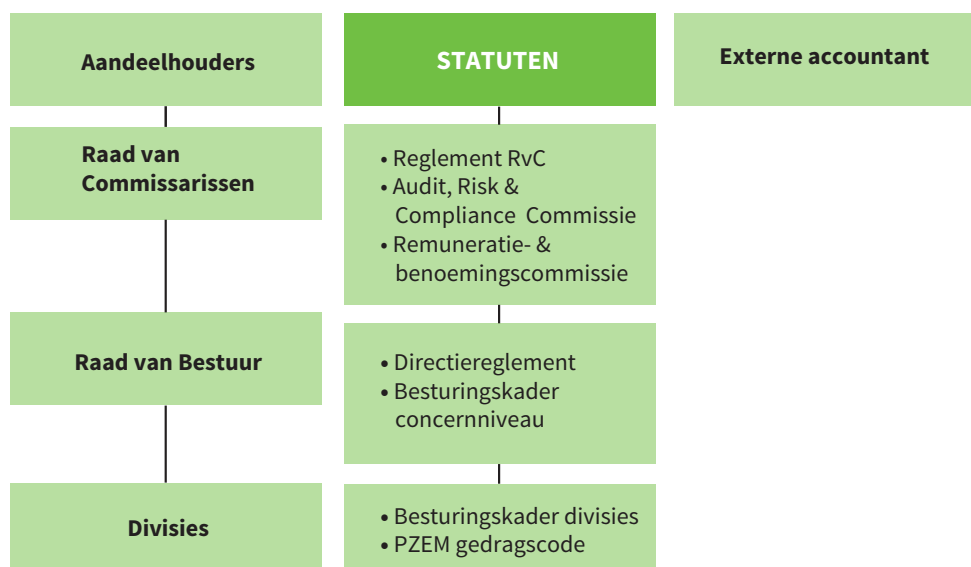 Aandeelhouders
STATUTEN
Externe accountant
Raad van
Commissarissen
• Reglement RvC
• Audit, Risk &
Compliance Commissie
• Remuneratie- &
benoemingscommissie
Raad van Bestuur
• Directiereglement
• Besturingskader
concernniveau
Divisies
• Besturingskader divisies
• PZEM gedragscode